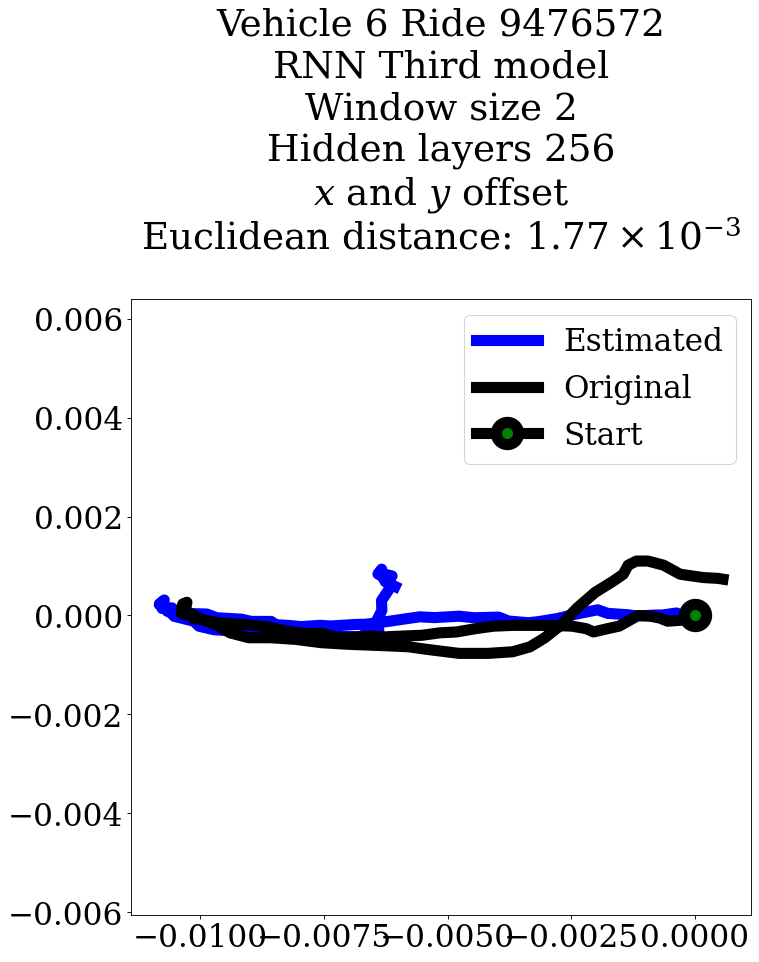 Vehicle 6 Ride 9476572
RNN Third model
Window size 2
Hidden layers 256
x and y offset
Euclidean distance: 1.77 × 10⁻³
Estimated
Original
Start
0.006
0.004
0.002
0.000
−0.002
−0.004
−0.006
−0.0100 −0.0075 −0.0050 −0.0025 0.0000